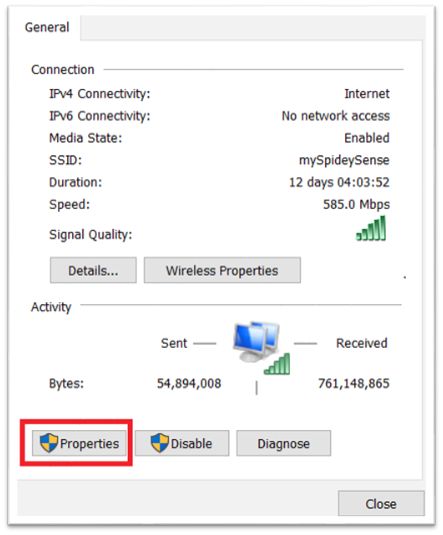 General
Connection
IPv4 Connectivity: Internet
IPv6 Connectivity: No network access
Media State: Enabled
SSID: mySpideySense
Duration: 12 days 04:03:52
Speed: 585.0 Mbps
Signal Quality:
Details... Wireless Properties
Activity
Sent Received
Bytes: 54,894,008 761,148,865
Properties Disable Diagnose
Close